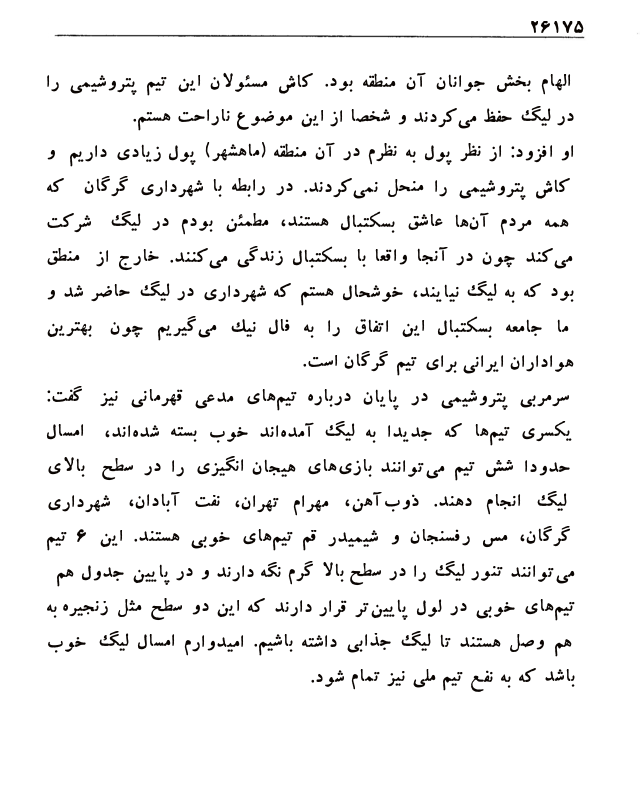 ۲۶۱۷۵
الهام بخش جوانان آن منطقه بود. کاش مسئولان این تیم پتروشیمی را
در لیگ حفظ می‌کردند و شخصا از این موضوع ناراحت هستم.
او افزود: از نظر پول به نظرم در آن منطقه (ماهشهر) پول زیادی داریم و
کاش پتروشیمی را منحل نمی‌کردند. در رابطه با شهرداری گرگان که
همه مردم آن‌ها عاشق بسکتبال هستند، مطمئن بودم در لیگ شرکت
می‌کند چون در آنجا واقعا با بسکتبال زندگی می‌کنند. خارج از منطق
بود که به لیگ نیایند، خوشحال هستم که شهرداری در لیگ حاضر شد و
ما جامعه بسکتبال این اتفاق را به فال نیك می‌گیریم چون بهترین
هواداران ایرانی برای تیم گرگان است.
سرمربی پتروشیمی در پایان درباره تیم‌های مدعی قهرمانی نیز گفت:
یکسری تیم‌ها که جدیدا به لیگ آمده‌اند خوب بسته شده‌اند، امسال
حدودا شش تیم می‌توانند بازی‌های هیجان انگیزی را در سطح بالای
لیگ انجام دهند. ذوب‌آهن، مهرام تهران، نفت آبادان، شهرداری
گرگان، مس رفسنجان و شیمیدر قم تیم‌های خوبی هستند. این ۶ تیم
می‌توانند تنور لیگ را در سطح بالا گرم نگه دارند و در پایین جدول هم
تیم‌های خوبی در لول پایین‌تر قرار دارند که این دو سطح مثل زنجیره به
هم وصل هستند تا لیگ جذابی داشته باشیم. امیدوارم امسال لیگ خوب
باشد که به نفع تیم ملی نیز تمام شود.